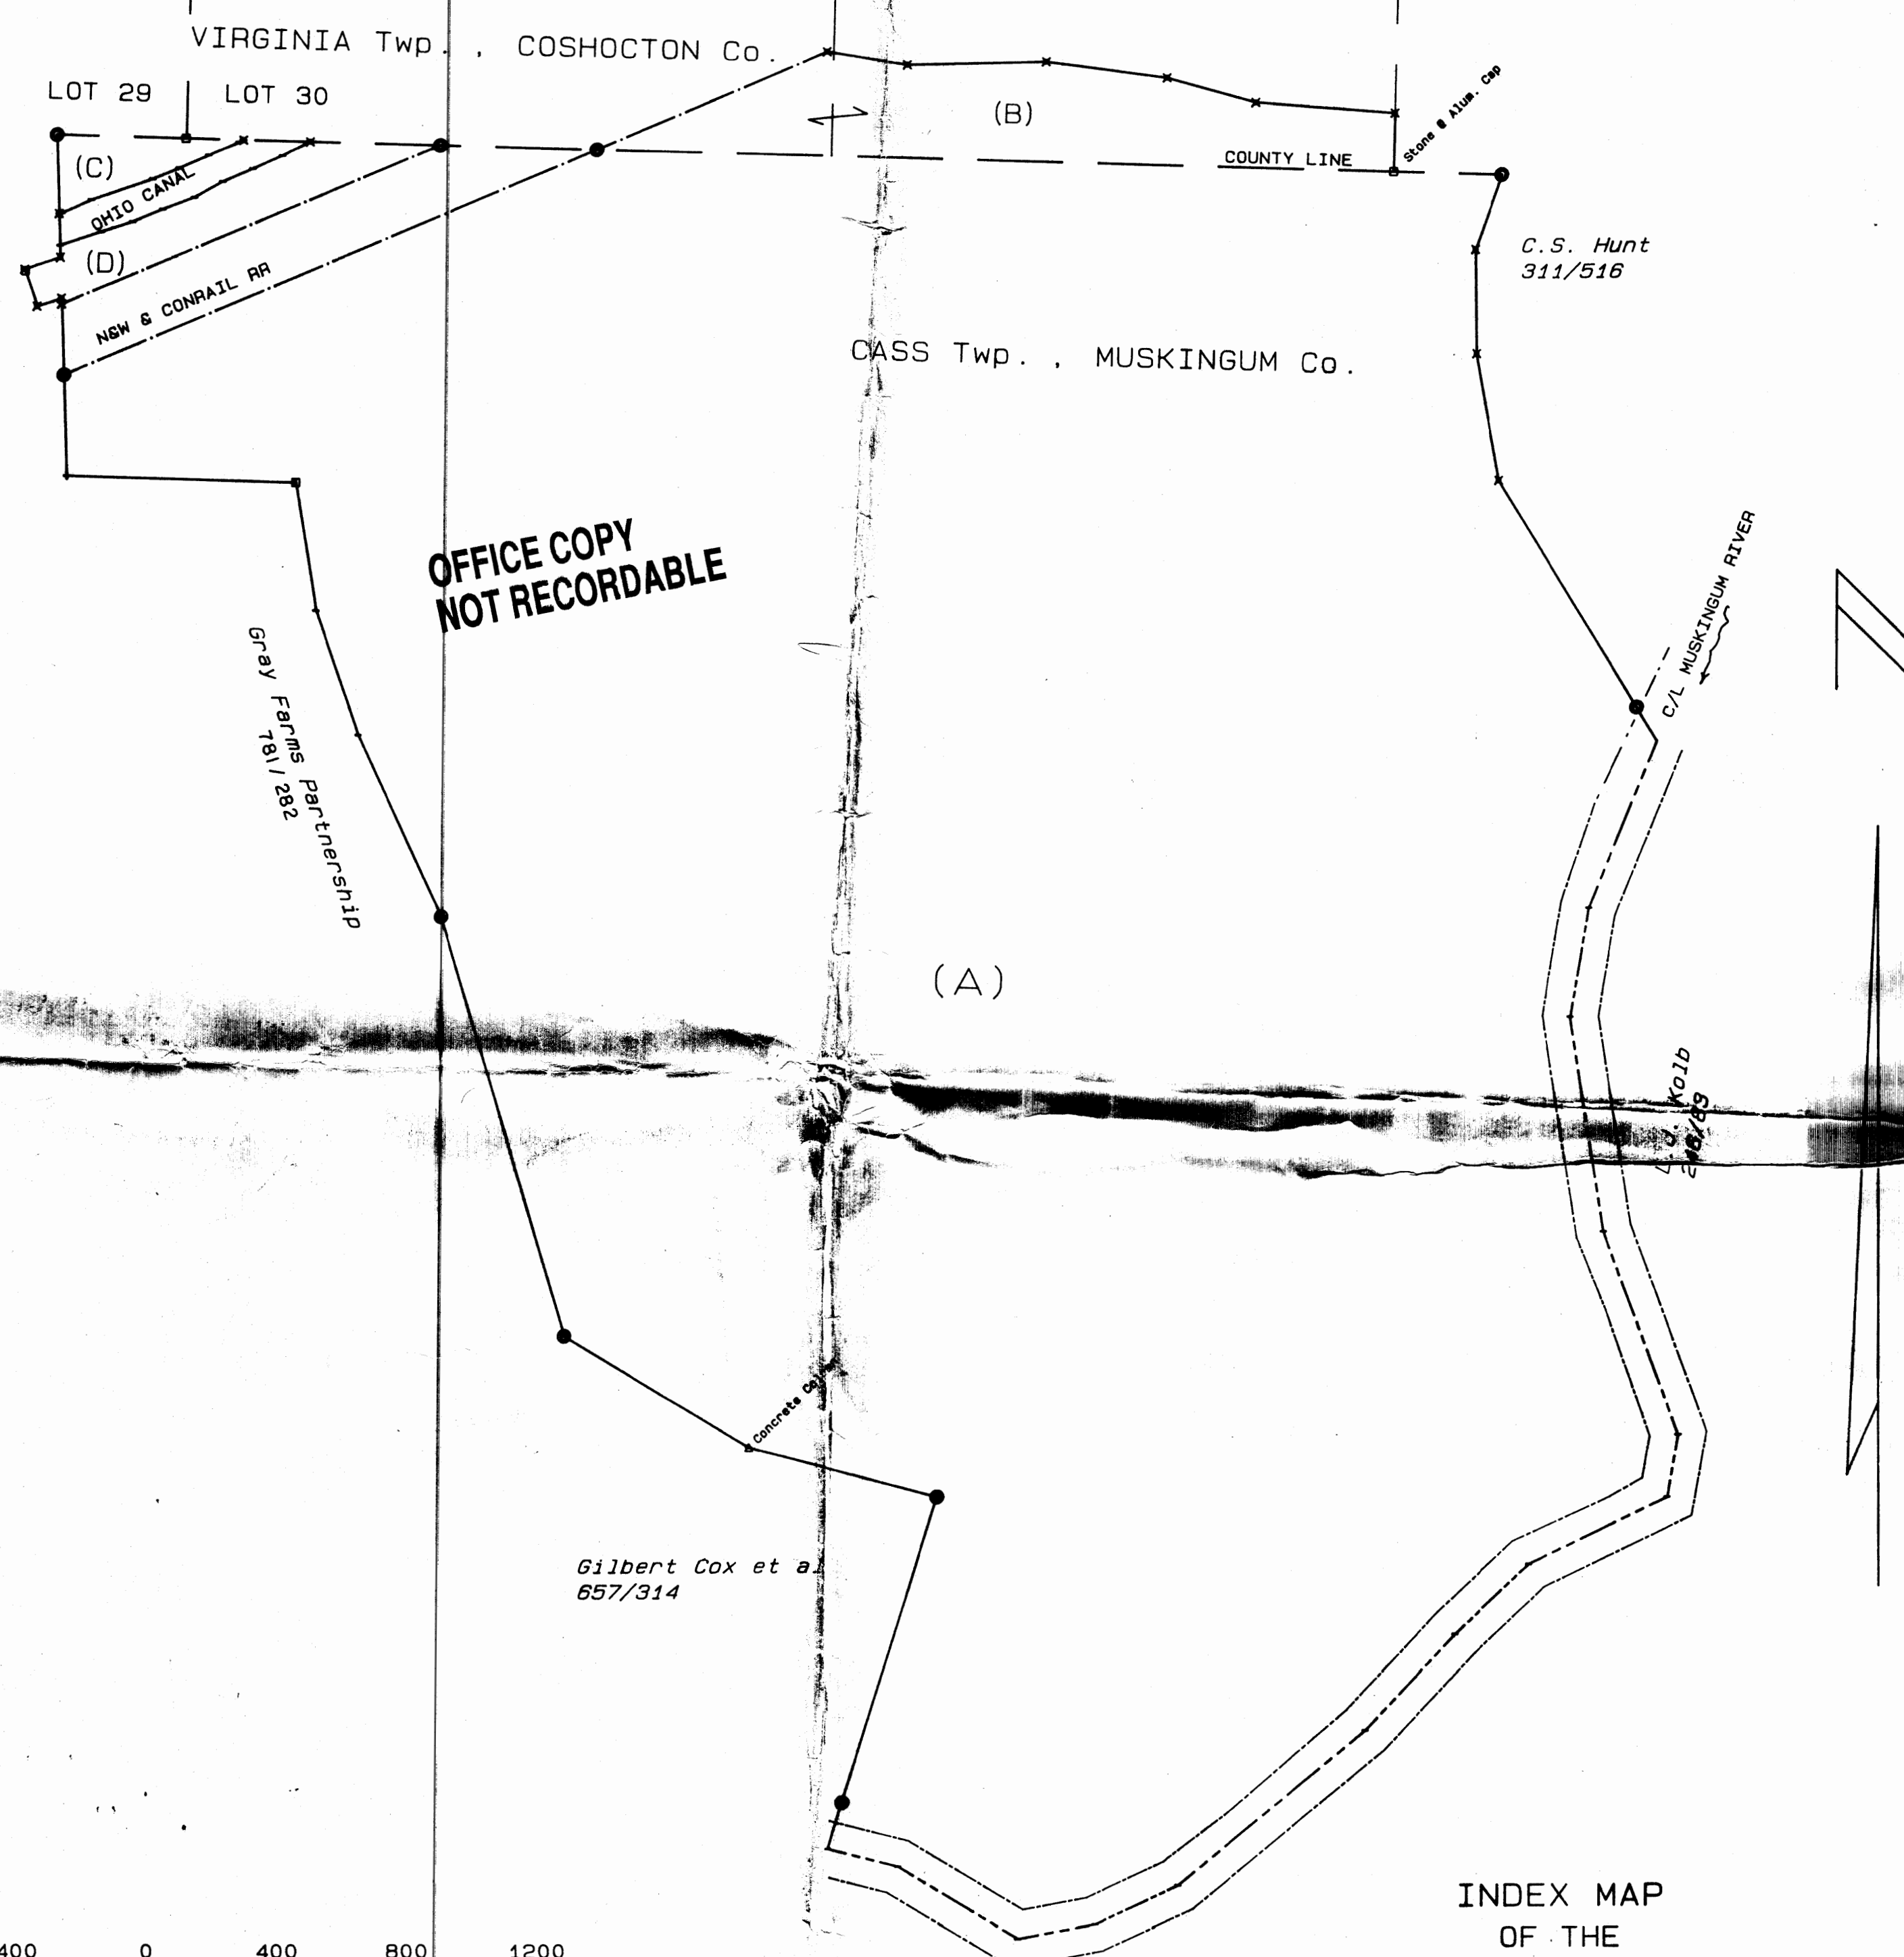 VIRGINIA Twp. , COSHOCTON Co.
LOT 29
LOT 30
(B)
Stone @ Alum. Cap
COUNTY LINE
(C)
OHIO CANAL
(D)
N&W & CONRAIL RR
C.S. Hunt
311/516
CASS Twp. , MUSKINGUM Co.
OFFICE COPY
NOT RECORDABLE
C/L MUSKINGUM RIVER
Gray Farms Partnership
781/282
(A)
Kolb
Concrete
Gilbert Cox et al
657/314
INDEX MAP
OF THE
400 0 400 800 1200